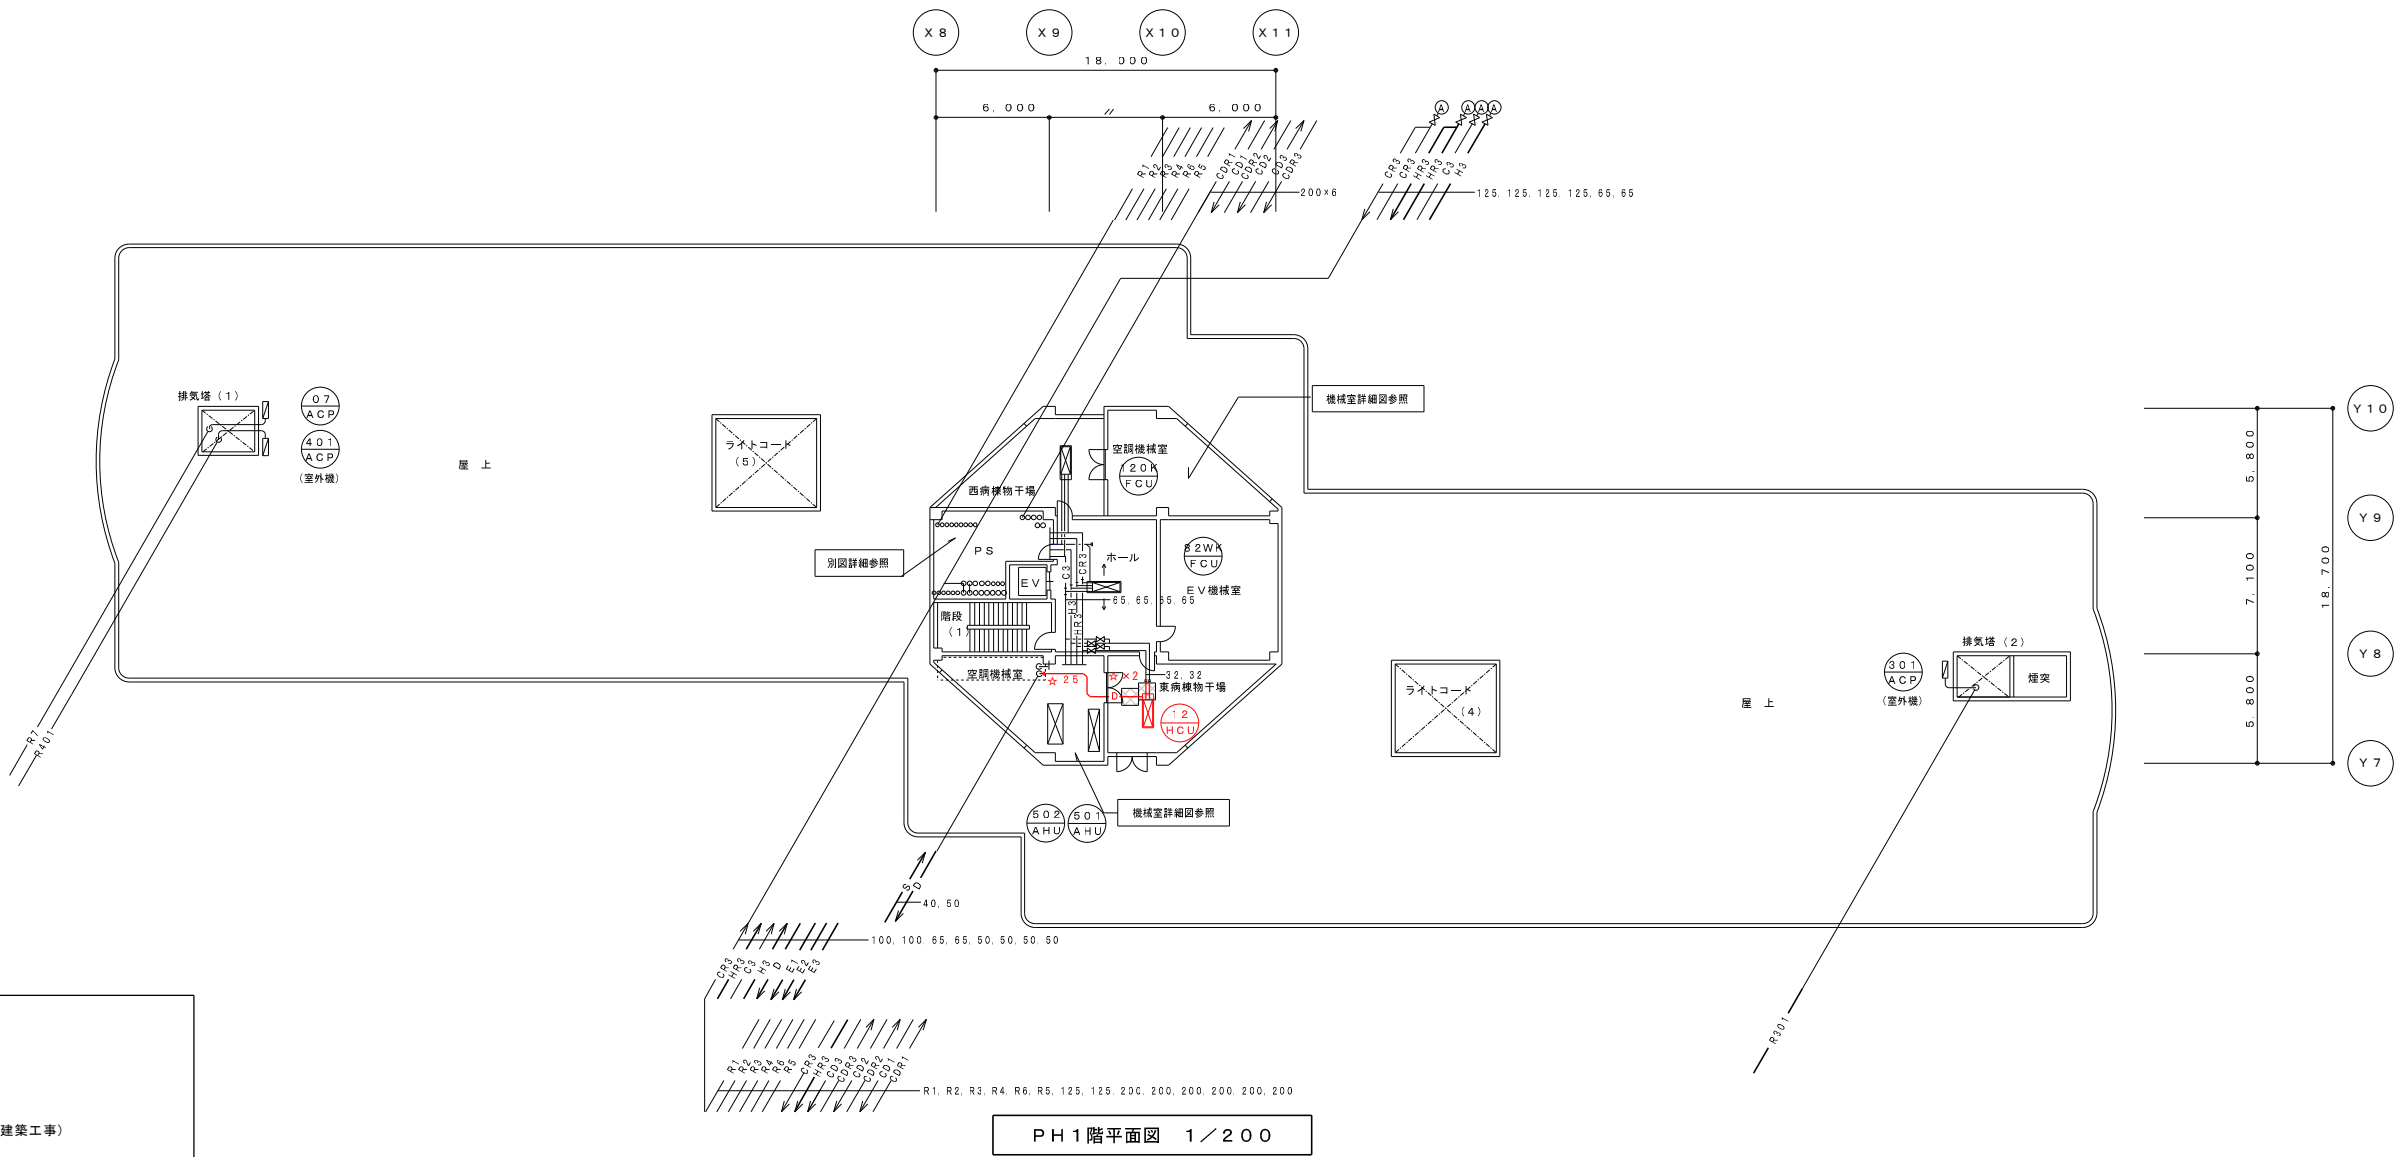 X8
X9
X10
X11
18,000
6,000
〃
6,000
R1
R2
R3
R4
R6
R5
CDR1
CD1
CDR2
CD2
CD3
CDR3
200×6
A
A
A
A
CR3
CR3
HR3
HR3
C3
H3
125, 125, 125, 125, 65, 65
排気塔(1)
07
ACP
401
ACP
(室外機)
屋 上
ライトコート
(5)
機械室詳細図参照
空調機械室
120K
FCU
西病棟物干場
PS
別図詳細参照
EV
ホール
C3
CR3
82WK
FCU
EV機械室
65, 65, 65, 65
H3
HR3
階段
(1)
空調機械室
☆ 25
☆×2
32, 32
D
東病棟物干場
12
HCU
502
AHU
501
AHU
機械室詳細図参照
ライトコート
(4)
屋 上
301
ACP
(室外機)
排気塔(2)
煙突
Y10
Y9
Y8
Y7
5,800
7,100
5,800
18,700
R7
R401
S
D
40, 50
100, 100, 65, 65, 50, 50, 50, 50
CR3
HR3
C3
H3
D
E1
E2
E3
R1
R2
R3
R4
R6
R5
CR3
HR3
CD3
CDR3
CD2
CDR2
CD1
CDR1
R1, R2, R3, R4, R6, R5, 125, 125, 200, 200, 200, 200, 200, 200
R301
建築工事)
PH1階平面図 1/200